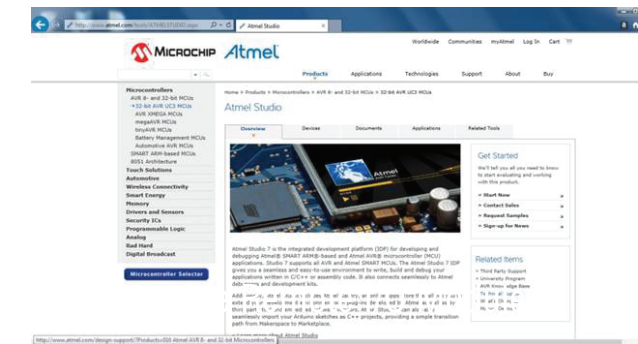 Atmel Studio
MICROCHIP
Atmel
Worldwide Communities myAtmel Log In Cart
Products Applications Technologies Support About Buy
Microcontrollers
AVR 8- and 32-bit MCUs
32-bit AVR UC3 MCUs
AVR XMEGA MCUs
megaAVR MCUs
tinyAVR MCUs
Battery Management MCUs
Automotive AVR MCUs
SMART ARM-based MCUs
8051 Architecture
Touch Solutions
Automotive
Wireless Connectivity
Smart Energy
Memory
Drivers and Sensors
Security ICs
Programmable Logic
Analog
Rad Hard
Digital Broadcast
Microcontroller Selector
Home > Products > Microcontrollers > AVR 8- and 32-bit MCUs > 32-bit AVR UC3 MCUs
Atmel Studio
Overview Devices Documents Applications Related Tools
Atmel
Atmel Studio 7 is the integrated development platform (IDP) for developing and
debugging Atmel® SMART ARM®-based and Atmel AVR® microcontroller (MCU)
applications. Studio 7 supports all AVR and Atmel SMART MCUs. The Atmel Studio 7 IDP
gives you a seamless and easy-to-use environment to write, build and debug your
applications written in C/C++ or assembly code. It also connects seamlessly to Atmel
and development kits.
seamlessly import your Arduino sketches as C++ projects, providing a simple transition
path from Makerspace to Marketplace.
Get Started
We'll tell you all you need to know
to start evaluating and working
with this product.
Start Now
Contact Sales
Request Samples
Sign-up for News
Related Items
Third Party Support
University Program
AVR Base
http://www.atmel.com/design-support/?Products=IDI Atmel AVR 8- and 32-bit Microcontrollers